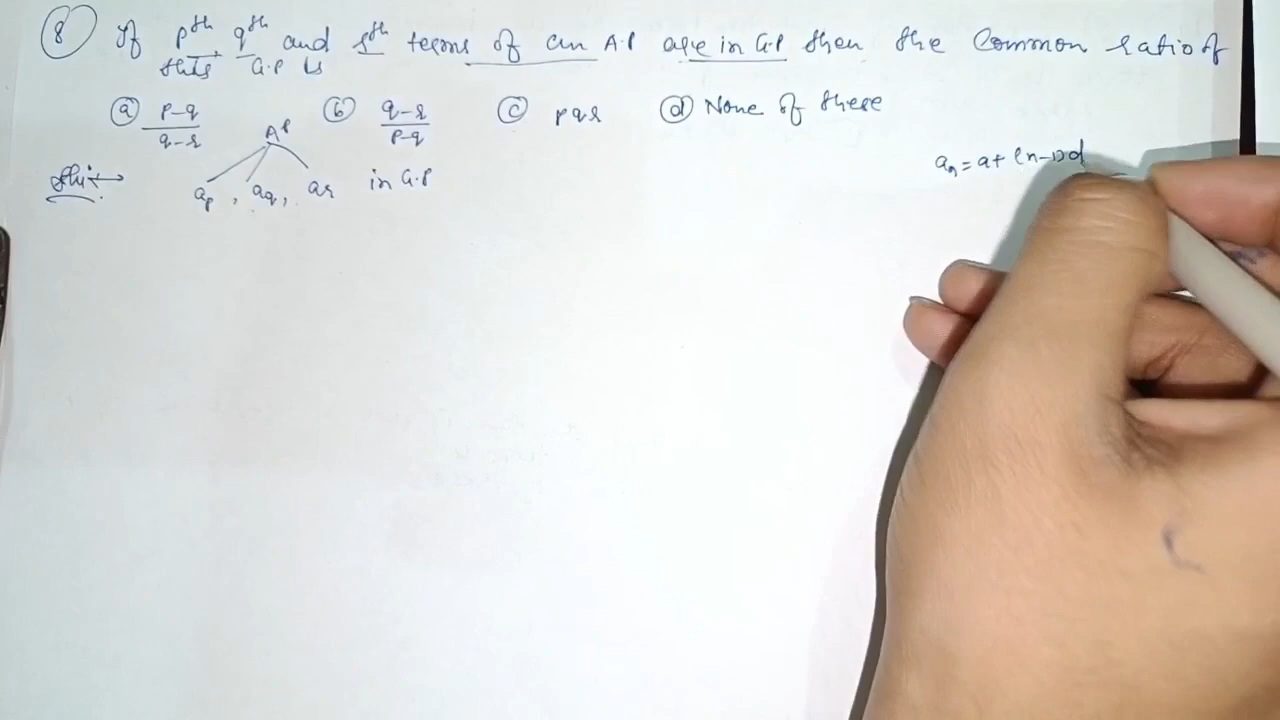 8 If pth qth and rth terms of an A.P are in G.P then the Common ratio of
this G.P is
(a) p-q/q-r (b) q-r/p-q (c) pqr (d) None of these
AP
an = a + (n-1)d
Soln:→ ap, aq, ar in G.P